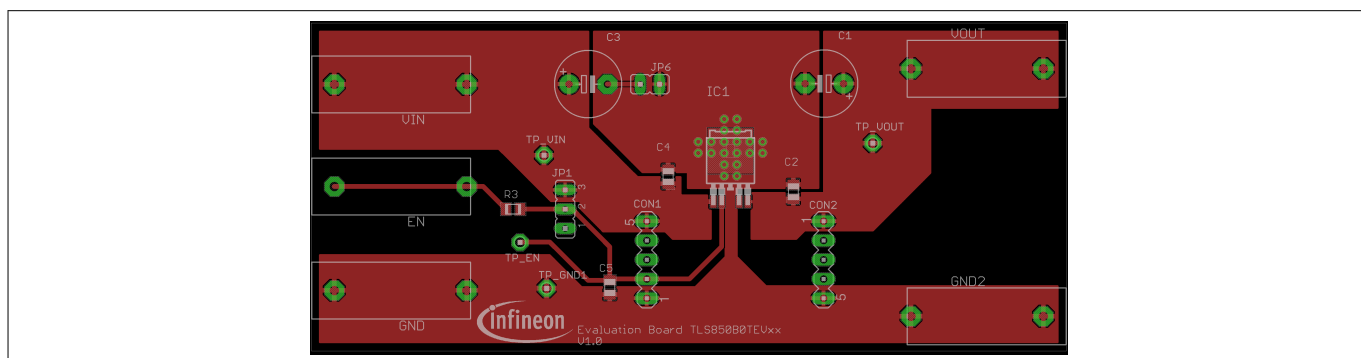 C3
C1
VOUT
+
JP6
IC1
+
VIN
TP_VIN
TP_VOUT
C4
C2
JP1
3
R3
2
CON1
CON2
5
1
EN
1
TP_EN
TP_GND1
C5
GND2
1
5
GND
infineon
Evaluation Board TLS850B0TEVxx
V1.0